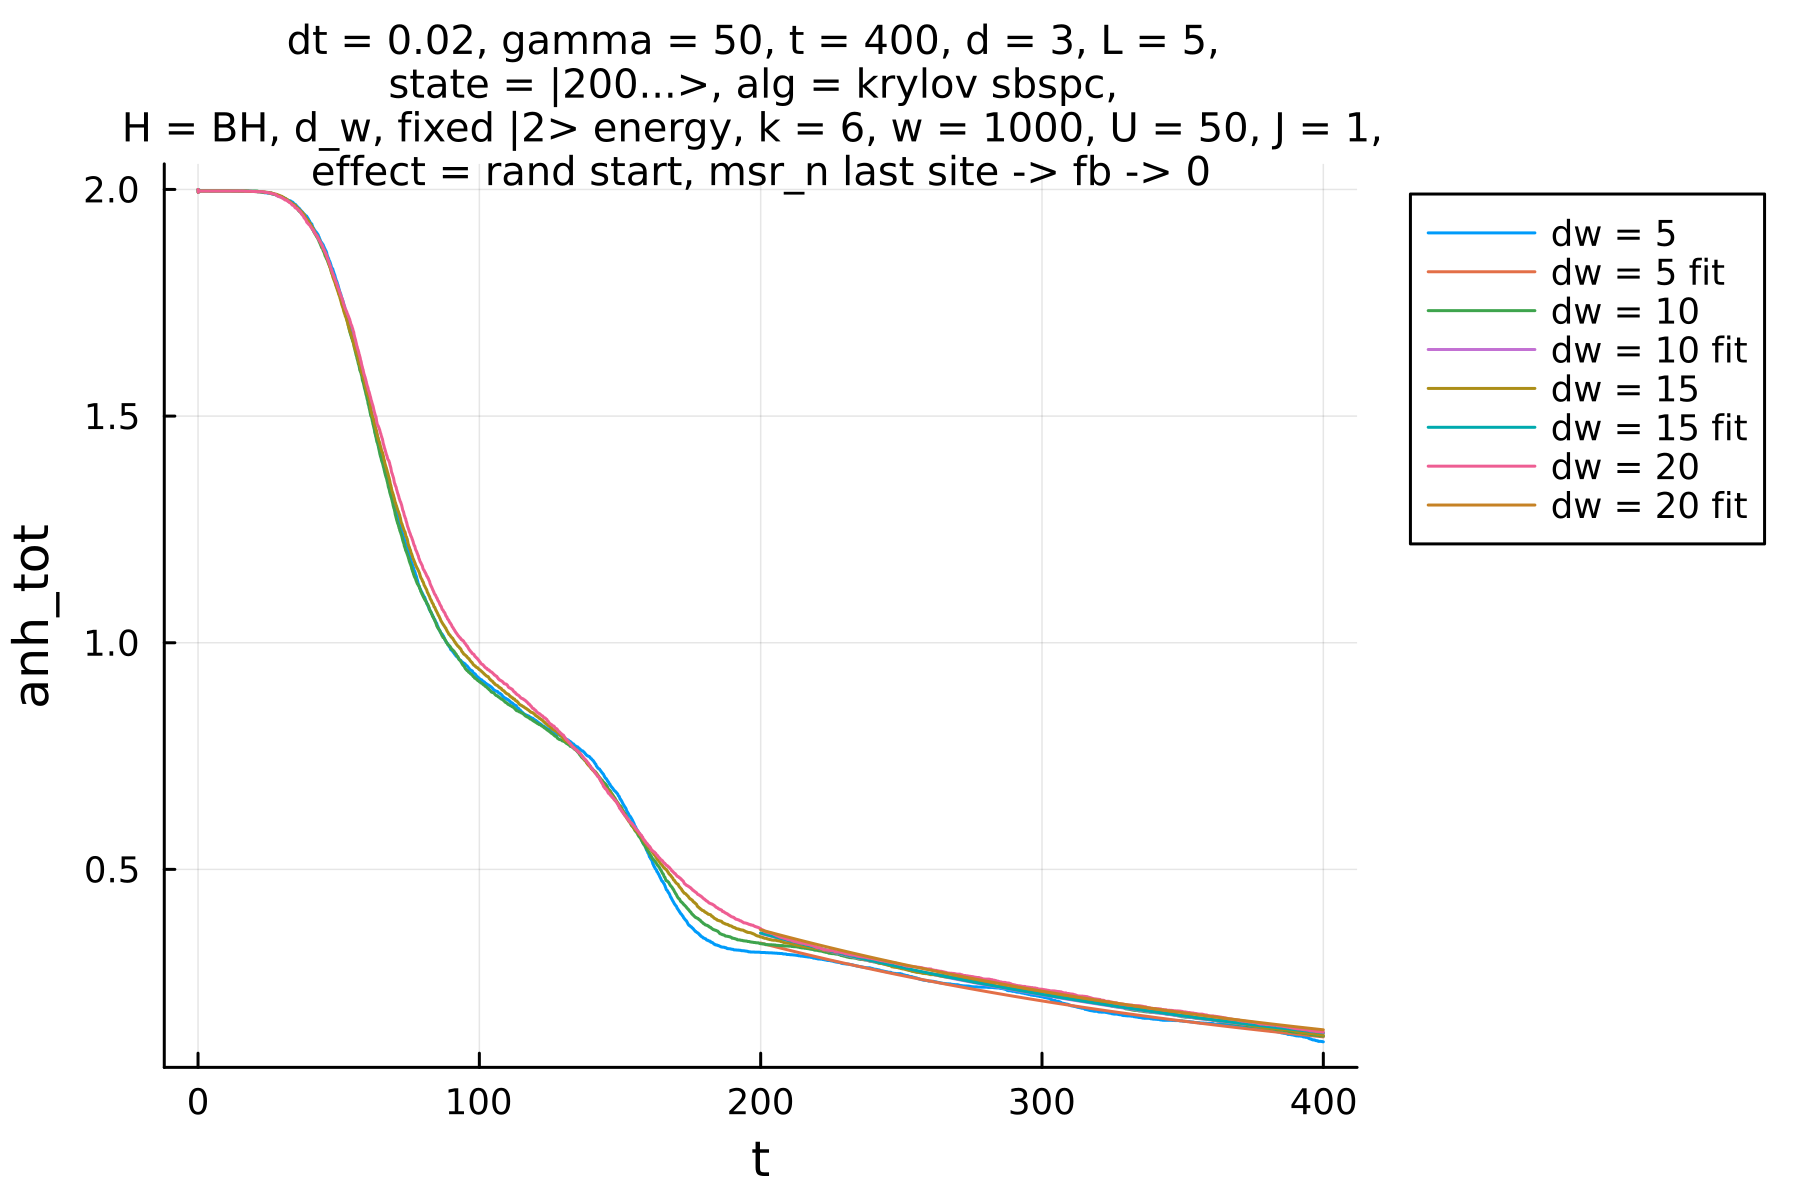 dt = 0.02, gamma = 50, t = 400, d = 3, L = 5,
state = |200...>, alg = krylov sbspc,
H = BH, d_w, fixed |2> energy, k = 6, w = 1000, U = 50, J = 1,
effect = rand start, msr_n last site -> fb -> 0
2.0
1.5
1.0
0.5
anh_tot
0
100
200
300
400
t
dw = 5
dw = 5 fit
dw = 10
dw = 10 fit
dw = 15
dw = 15 fit
dw = 20
dw = 20 fit